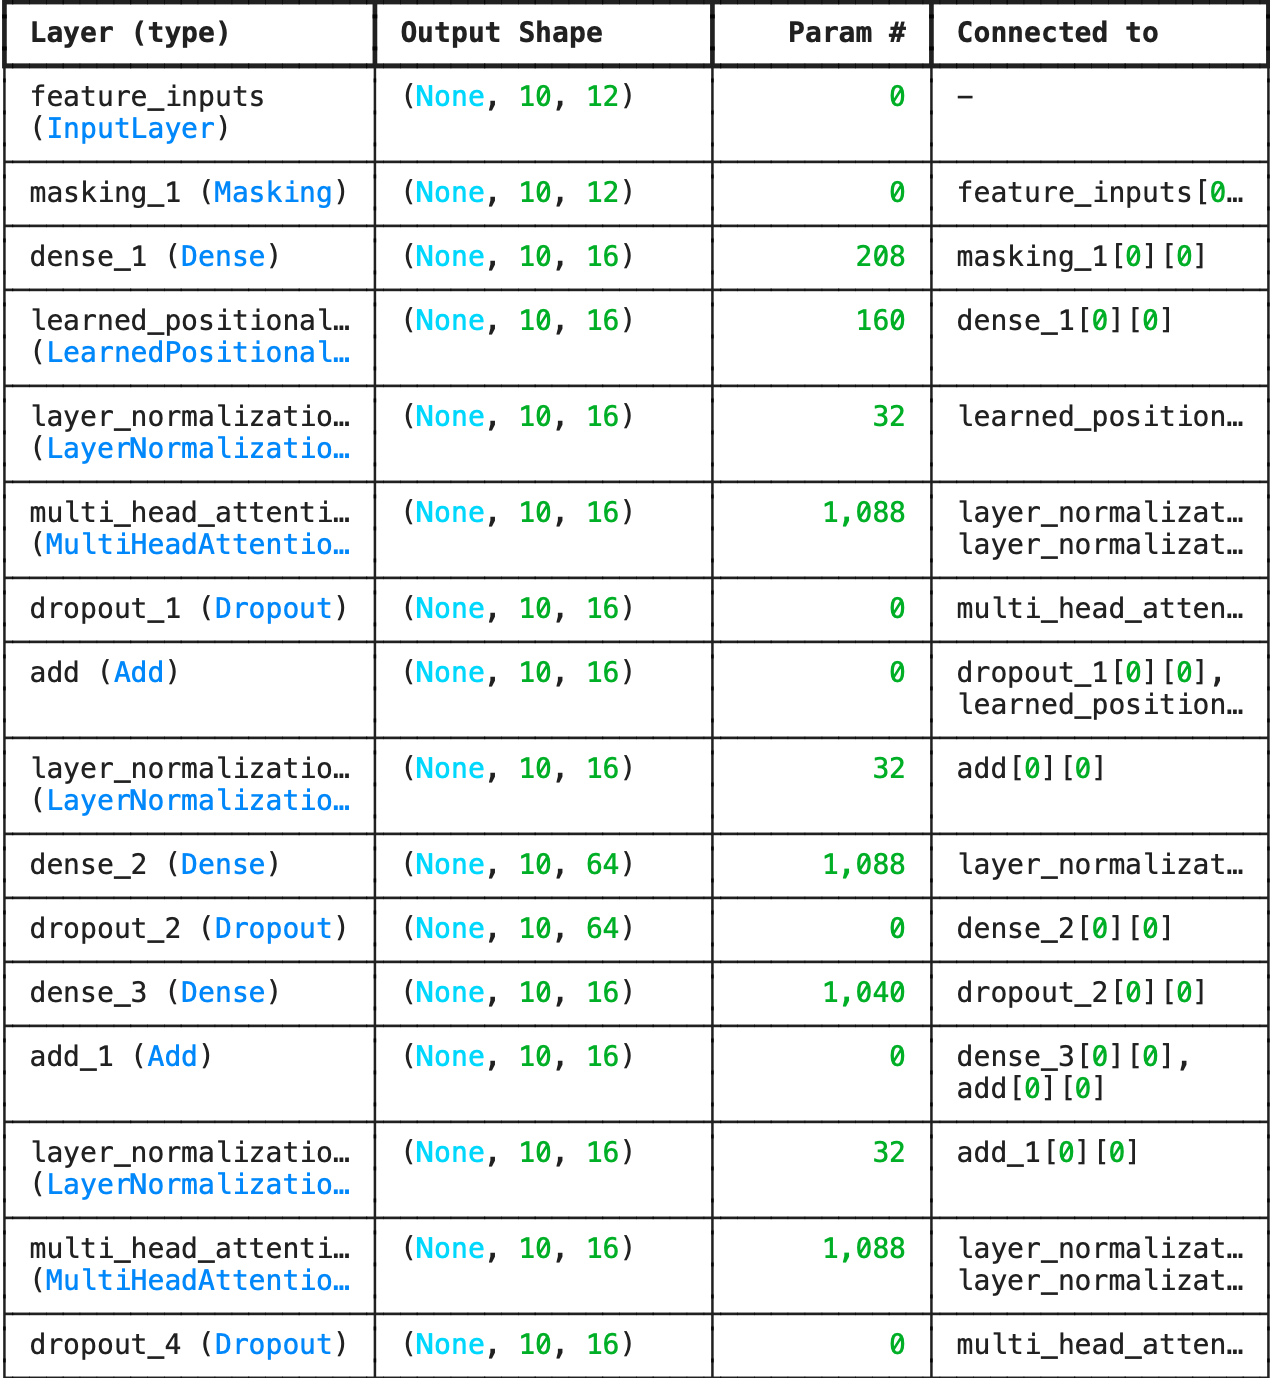 Layer (type) Output Shape Param # Connected to
feature_inputs (None, 10, 12) 0 –
(InputLayer)
masking_1 (Masking) (None, 10, 12) 0 feature_inputs[0…
dense_1 (Dense) (None, 10, 16) 208 masking_1[0][0]
learned_positional… (None, 10, 16) 160 dense_1[0][0]
(LearnedPositional…
layer_normalizatio… (None, 10, 16) 32 learned_position…
(LayerNormalizatio…
multi_head_attenti… (None, 10, 16) 1,088 layer_normalizat…
(MultiHeadAttentio… layer_normalizat…
dropout_1 (Dropout) (None, 10, 16) 0 multi_head_atten…
add (Add) (None, 10, 16) 0 dropout_1[0][0],
learned_position…
layer_normalizatio… (None, 10, 16) 32 add[0][0]
(LayerNormalizatio…
dense_2 (Dense) (None, 10, 64) 1,088 layer_normalizat…
dropout_2 (Dropout) (None, 10, 64) 0 dense_2[0][0]
dense_3 (Dense) (None, 10, 16) 1,040 dropout_2[0][0]
add_1 (Add) (None, 10, 16) 0 dense_3[0][0],
add[0][0]
layer_normalizatio… (None, 10, 16) 32 add_1[0][0]
(LayerNormalizatio…
multi_head_attenti… (None, 10, 16) 1,088 layer_normalizat…
(MultiHeadAttentio… layer_normalizat…
dropout_4 (Dropout) (None, 10, 16) 0 multi_head_atten…